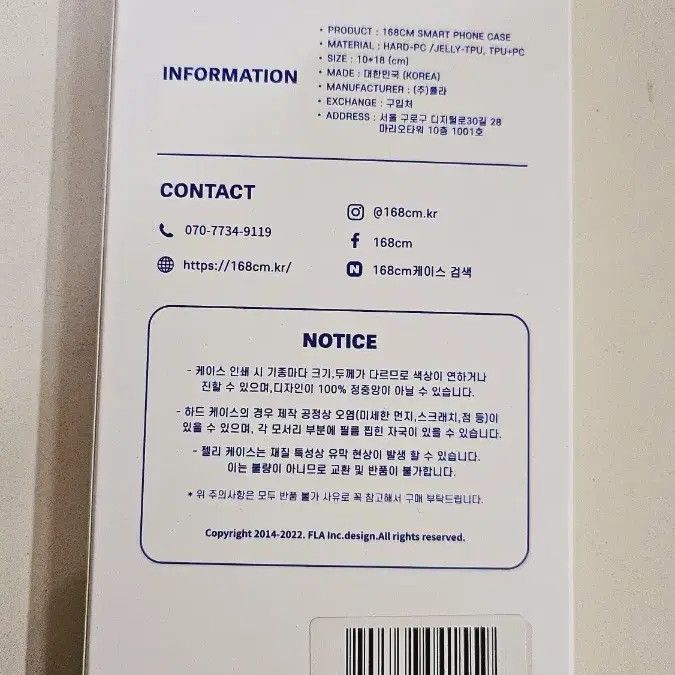 INFORMATION
• PRODUCT : 168CM SMART PHONE CASE
• MATERIAL : HARD-PC /JELLY-TPU, TPU+PC
• SIZE : 10*18 (cm)
• MADE : 대한민국 (KOREA)
• MANUFACTURER : (주)플라
• EXCHANGE : 구입처
• ADDRESS : 서울 구로구 디지털로30길 28
마리오타워 10층 1001호
CONTACT
070-7734-9119
https://168cm.kr/
@168cm.kr
168cm
168cm케이스 검색
NOTICE
- 케이스 인쇄 시 기종마다 크기,두께가 다르므로 색상이 연하거나
진할 수 있으며,디자인이 100% 정중앙이 아닐 수 있습니다.
- 하드 케이스의 경우 제작 공정상 오염(미세한 먼지,스크래치,점 등)이
있을 수 있으며, 각 모서리 부분에 필름 찝힌 자국이 있을 수 있습니다.
- 젤리 케이스는 재질 특성상 유막 현상이 발생 할 수 있습니다.
이는 불량이 아니므로 교환 및 반품이 불가합니다.
* 위 주의사항은 모두 반품 불가 사유로 꼭 참고해서 구매 부탁드립니다.
Copyright 2014-2022. FLA Inc.design.All rights reserved.